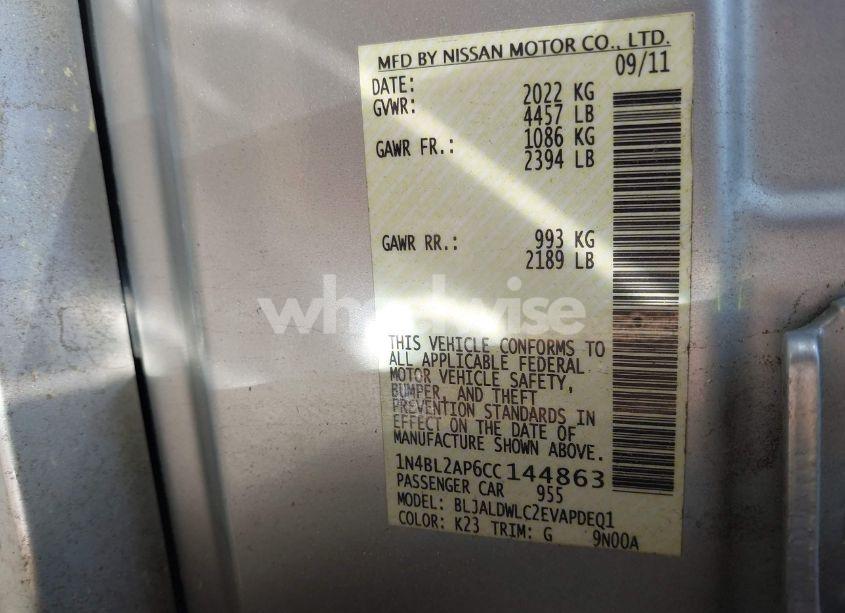 MFD BY NISSAN MOTOR CO., LTD.
DATE: 09/11
GVWR: 2022 KG
4457 LB
GAWR FR.: 1086 KG
2394 LB
GAWR RR.: 993 KG
2189 LB
wheelwise
THIS VEHICLE CONFORMS TO
ALL APPLICABLE FEDERAL
MOTOR VEHICLE SAFETY,
BUMPER, AND THEFT
PREVENTION STANDARDS IN
EFFECT ON THE DATE OF
MANUFACTURE SHOWN ABOVE.
1N4BL2AP6CC144863
PASSENGER CAR 955
MODEL: BLJALDWLC2EVAPDEQ1
COLOR: K23 TRIM: G 9N00A